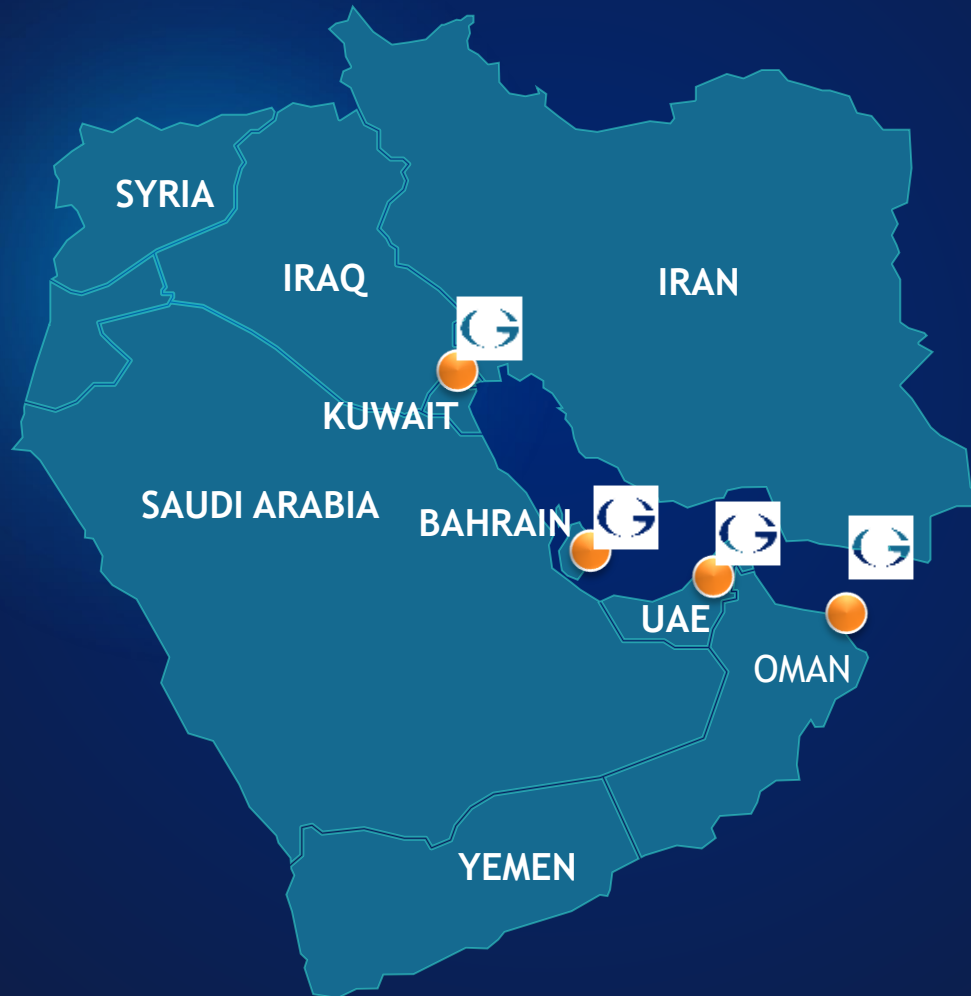 SYRIA
IRAQ
IRAN
KUWAIT
SAUDI ARABIA
BAHRAIN
UAE
OMAN
YEMEN
G
G
G
G